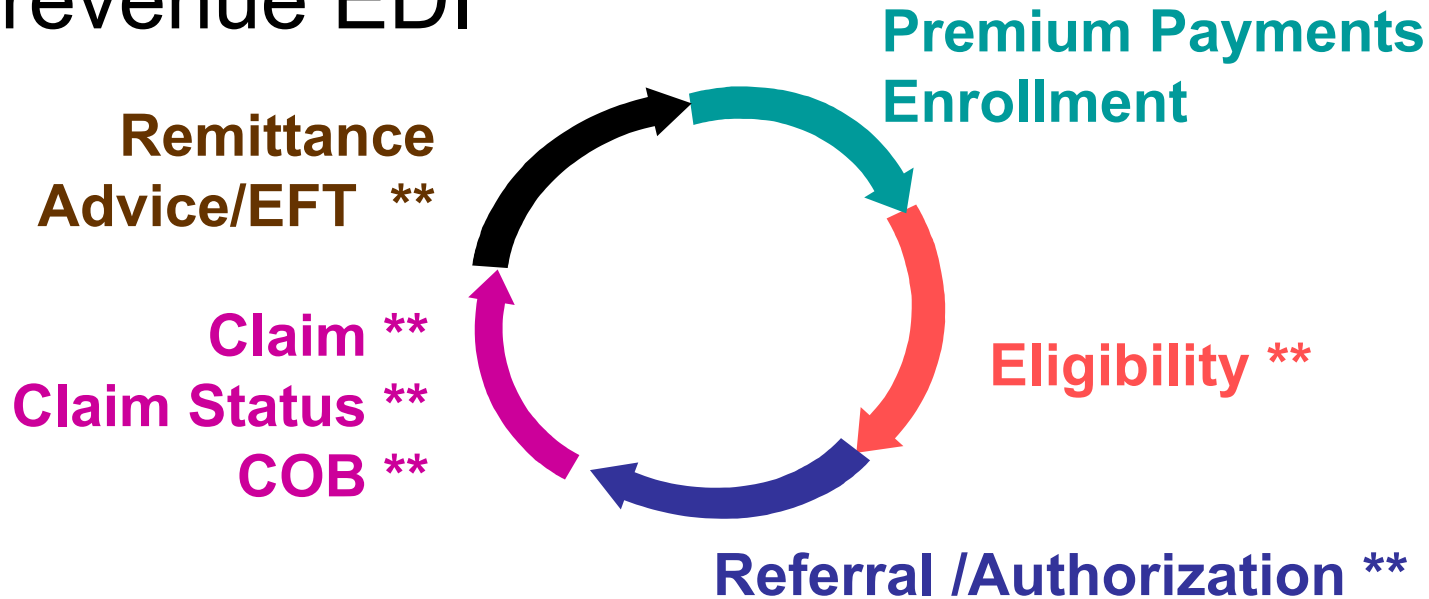 revenue EDI
Premium Payments
Enrollment
Remittance
Advice/EFT **
Claim **
Claim Status **
COB **
Eligibility **
Referral /Authorization **